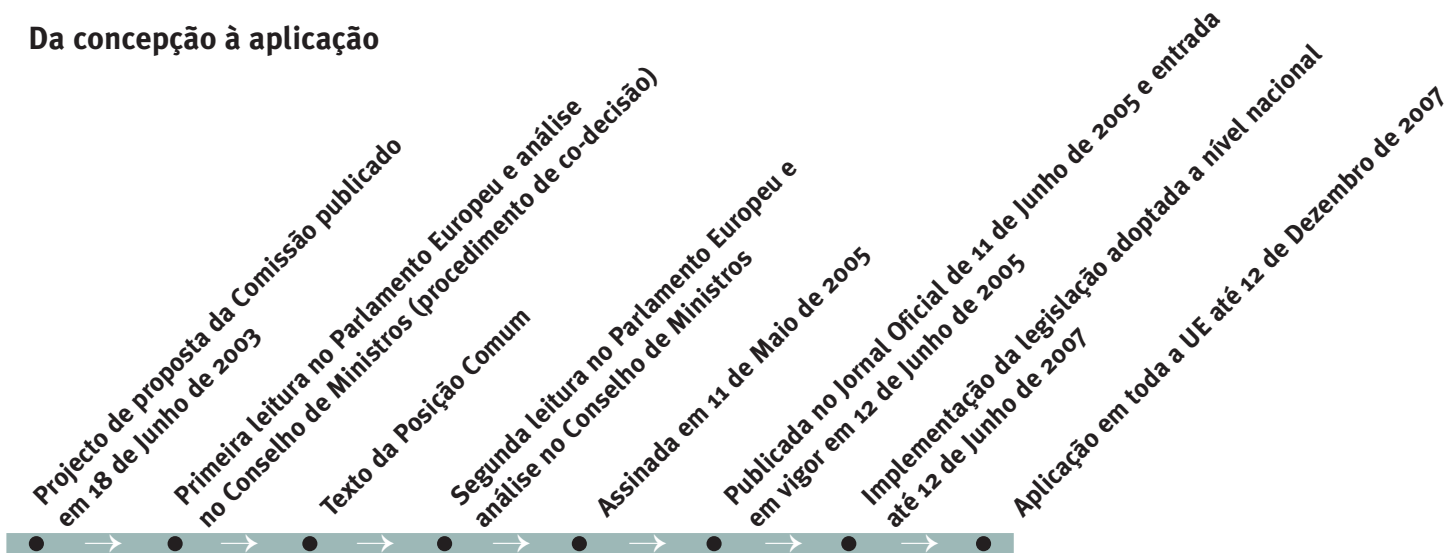 Da concepção à aplicação
Projecto de proposta da Comissão publicado
em 18 de Junho de 2003
Primeira leitura no Parlamento Europeu e análise
no Conselho de Ministros (procedimento de co-decisão)
Texto da Posição Comum
Segunda leitura no Parlamento Europeu e
análise no Conselho de Ministros
Assinada em 11 de Maio de 2005
Publicada no Jornal Oficial de 11 de Junho de 2005 e entrada
em vigor em 12 de Junho de 2005
Implementação da legislação adoptada a nível nacional
até 12 de Junho de 2007
Aplicação em toda a UE até 12 de Dezembro de 2007